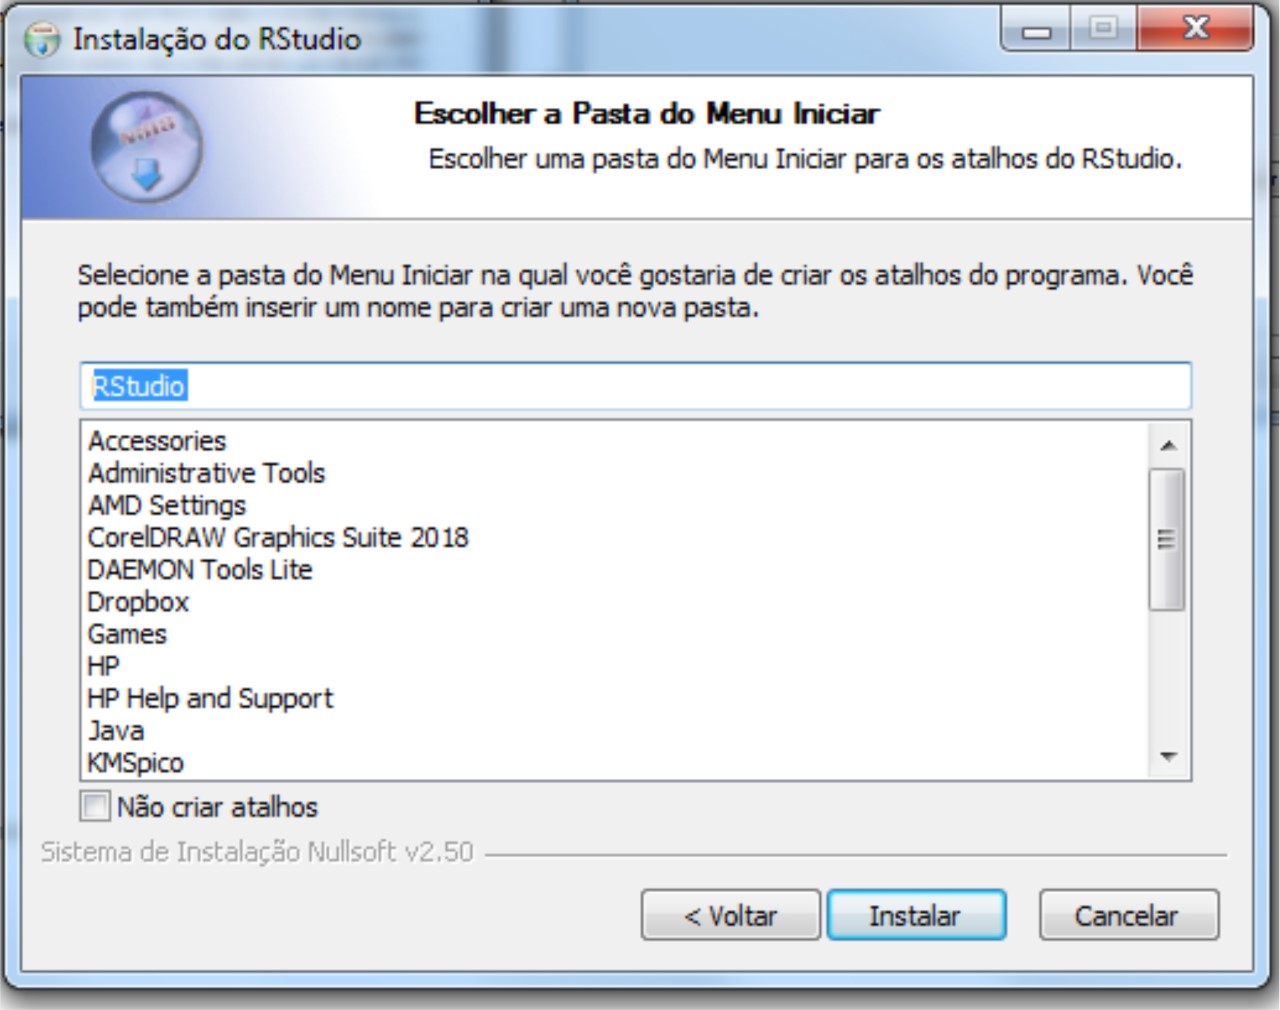 Instalação do RStudio
Escolher a Pasta do Menu Iniciar
Escolher uma pasta do Menu Iniciar para os atalhos do RStudio.
Selecione a pasta do Menu Iniciar na qual você gostaria de criar os atalhos do programa. Você
pode também inserir um nome para criar uma nova pasta.
RStudio
Accessories
Administrative Tools
AMD Settings
CorelDRAW Graphics Suite 2018
DAEMON Tools Lite
Dropbox
Games
HP
HP Help and Support
Java
KMSpico
Não criar atalhos
Sistema de Instalação Nullsoft v2.50
< Voltar
Instalar
Cancelar